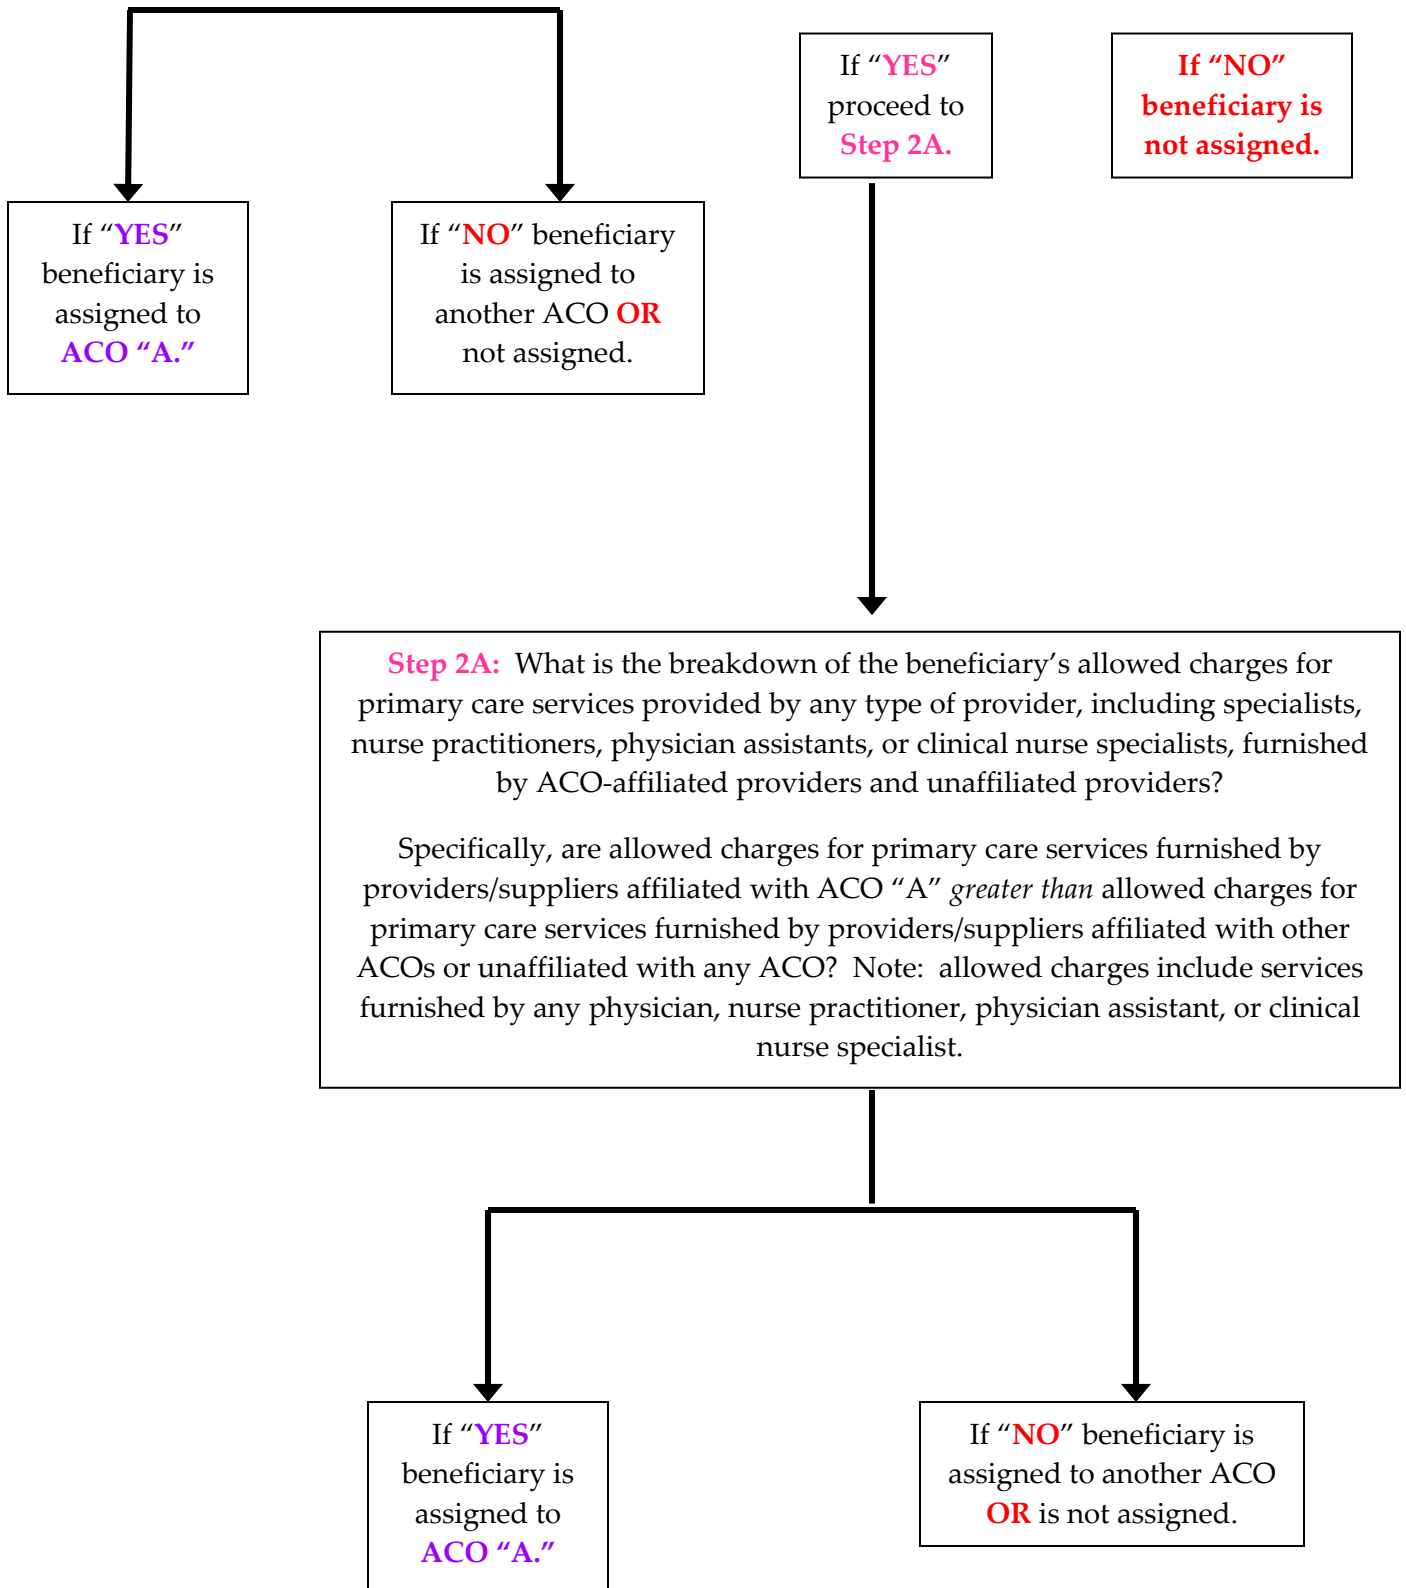 If “YES”
proceed to
Step 2A.
If “NO”
beneficiary is
not assigned.
If “YES”
beneficiary is
assigned to
ACO “A.”
If “NO” beneficiary
is assigned to
another ACO OR
not assigned.
Step 2A:  What is the breakdown of the beneficiary’s allowed charges for
primary care services provided by any type of provider, including specialists,
nurse practitioners, physician assistants, or clinical nurse specialists, furnished
by ACO-affiliated providers and unaffiliated providers?
Specifically, are allowed charges for primary care services furnished by
providers/suppliers affiliated with ACO “A” greater than allowed charges for
primary care services furnished by providers/suppliers affiliated with other
ACOs or unaffiliated with any ACO?  Note:  allowed charges include services
furnished by any physician, nurse practitioner, physician assistant, or clinical
nurse specialist.
If “YES”
beneficiary is
assigned to
ACO “A.”
If “NO” beneficiary is
assigned to another ACO
OR is not assigned.